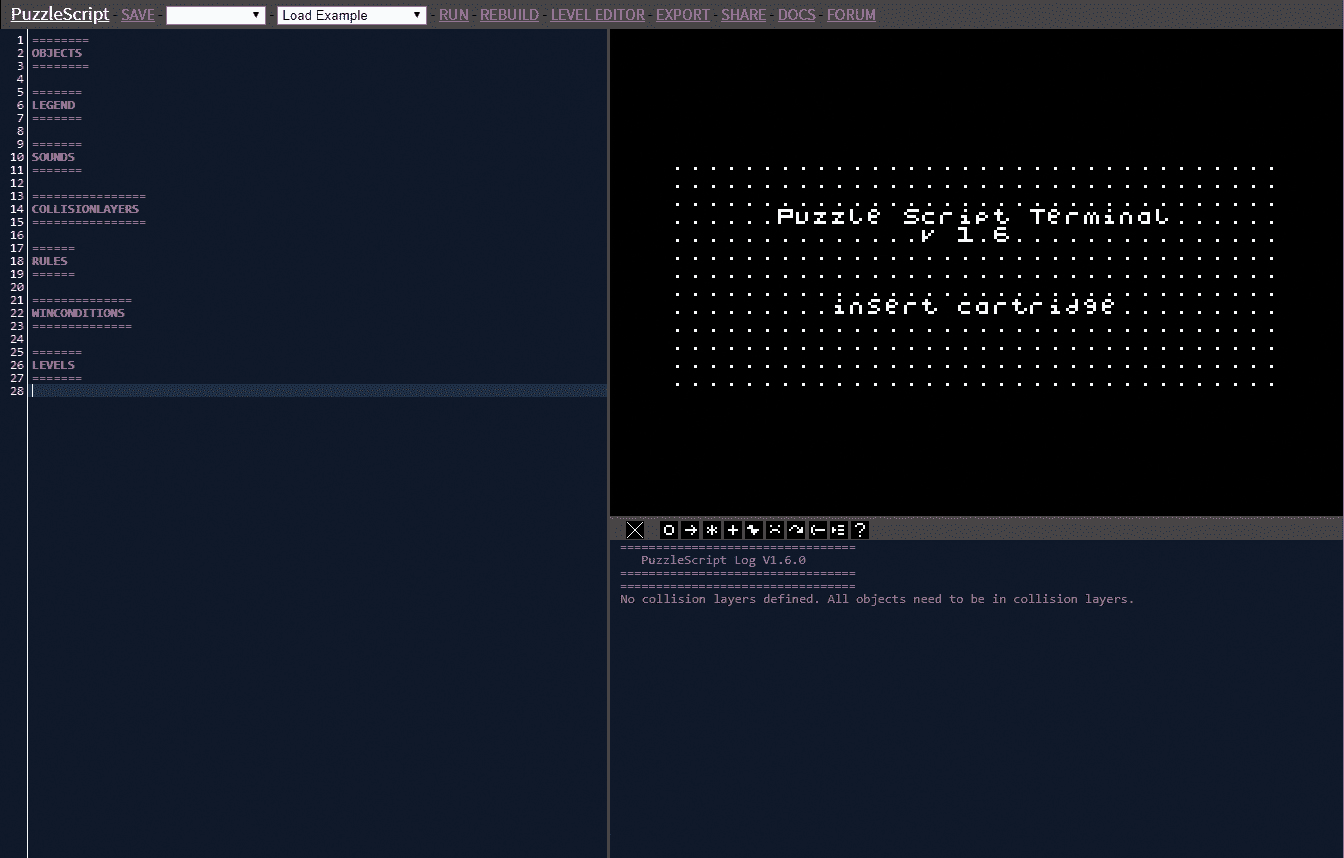 PuzzleScript - SAVE - - Load Example - RUN - REBUILD - LEVEL EDITOR - EXPORT - SHARE - DOCS - FORUM
1 ========
2 OBJECTS
3 ========
4
5 =======
6 LEGEND
7 =======
8
9 =======
10 SOUNDS
11 =======
12
13 ================
14 COLLISIONLAYERS
15 ================
16
17 ======
18 RULES
19 ======
20
21 ==============
22 WINCONDITIONS
23 ==============
24
25 =======
26 LEVELS
27 =======
28
Puzzle Script Terminal
v 1.6
insert cartridge
?
=================================
PuzzleScript Log V1.6.0
=================================
=================================
No collision layers defined. All objects need to be in collision layers.